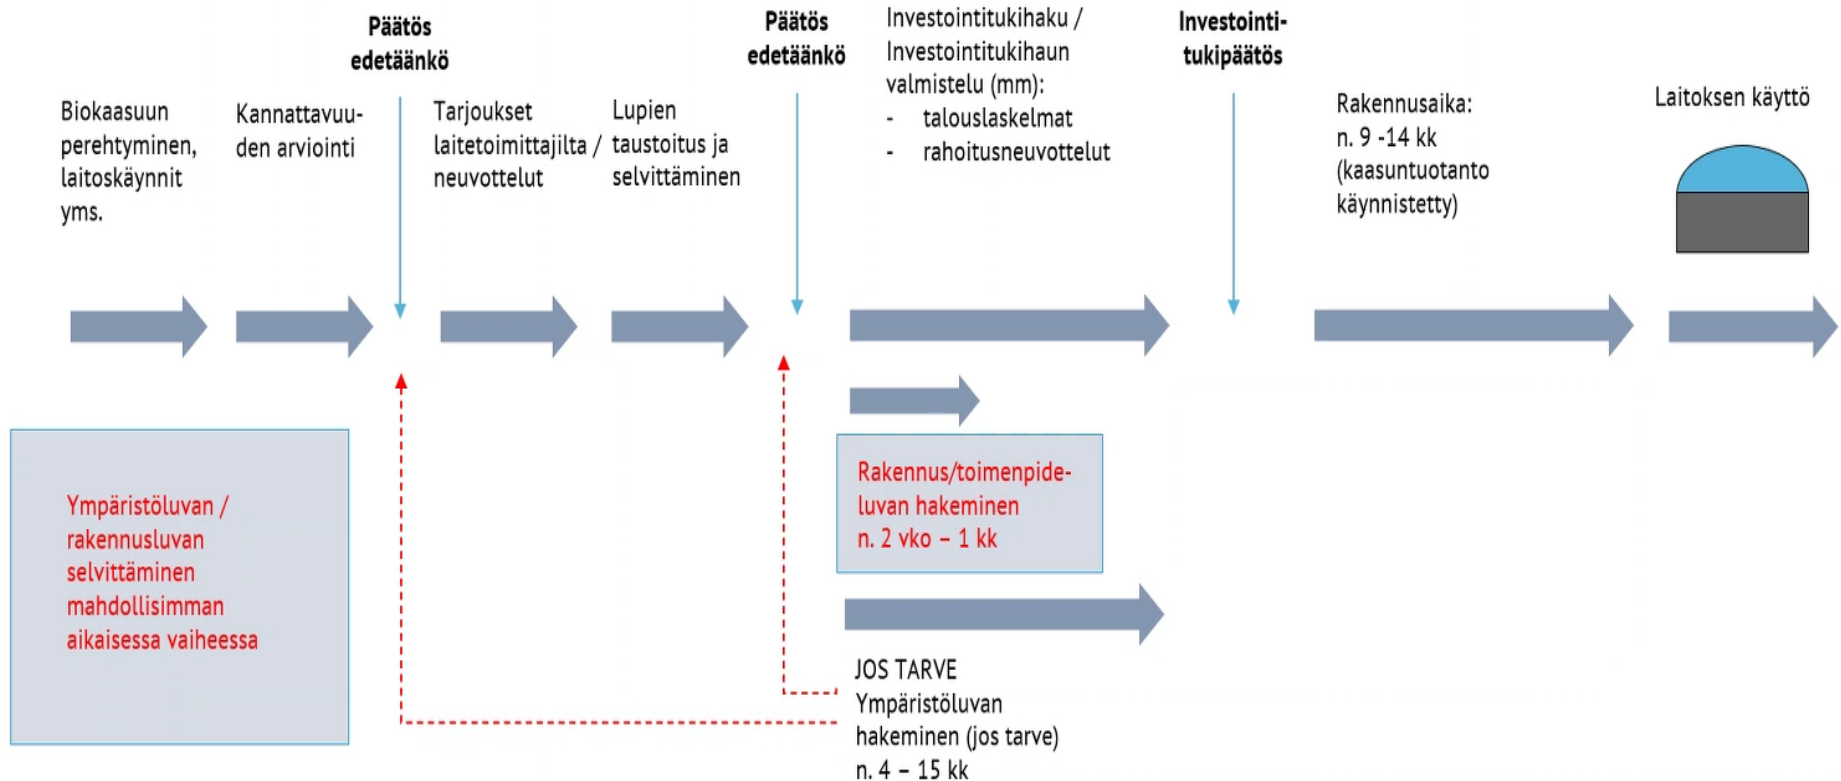 Päätös
edetäänkö
Päätös
edetäänkö
Investointitukihaku /
Investointitukihaun
valmistelu (mm):
- talouslaskelmat
- rahoitusneuvottelut
Investointi-
tukipäätös
Biokaasuun
perehtyminen,
laitoskäynnit
yms.
Kannattavuu-
den arviointi
Tarjoukset
laitetoimittajilta /
neuvottelut
Lupien
taustoitus ja
selvittäminen
Rakennusaika:
n. 9 -14 kk
(kaasuntuotanto
käynnistetty)
Laitoksen käyttö
Ympäristöluvan /
rakennusluvan
selvittäminen
mahdollisimman
aikaisessa vaiheessa
Rakennus/toimenpide-
luvan hakeminen
n. 2 vko – 1 kk
JOS TARVE
Ympäristöluvan
hakeminen (jos tarve)
n. 4 – 15 kk